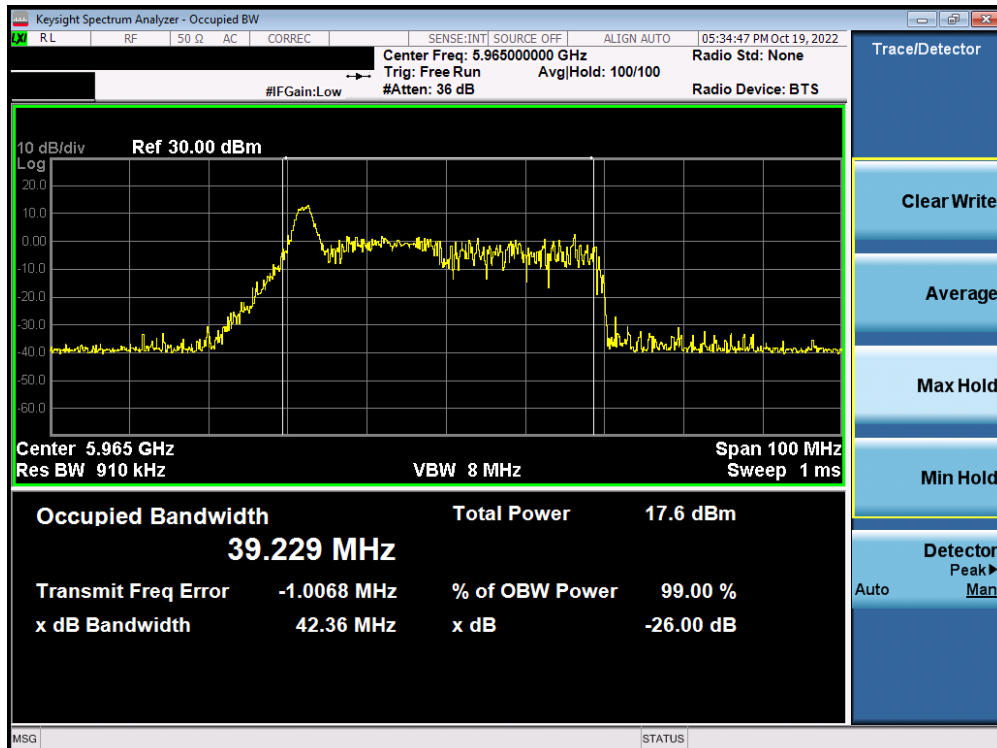 Keysight Spectrum Analyzer - Occupied BW
LXI RL RF 50 Ω AC CORREC SENSE:INT SOURCE OFF ALIGN AUTO 05:34:47 PM Oct 19, 2022
Center Freq: 5.965000000 GHz Radio Std: None
Trig: Free Run Avg|Hold: 100/100
#IFGain:Low #Atten: 36 dB Radio Device: BTS
Trace/Detector
10 dB/div Ref 30.00 dBm
Log
20.0
10.0
0.00
-10.0
-20.0
-30.0
-40.0
-50.0
-60.0
Center 5.965 GHz Span 100 MHz
Res BW 910 kHz VBW 8 MHz Sweep 1 ms
Occupied Bandwidth Total Power 17.6 dBm
39.229 MHz
Transmit Freq Error -1.0068 MHz % of OBW Power 99.00 %
x dB Bandwidth 42.36 MHz x dB -26.00 dB
Clear Write
Average
Max Hold
Min Hold
Detector
Peak▶
Auto Man
MSG STATUS